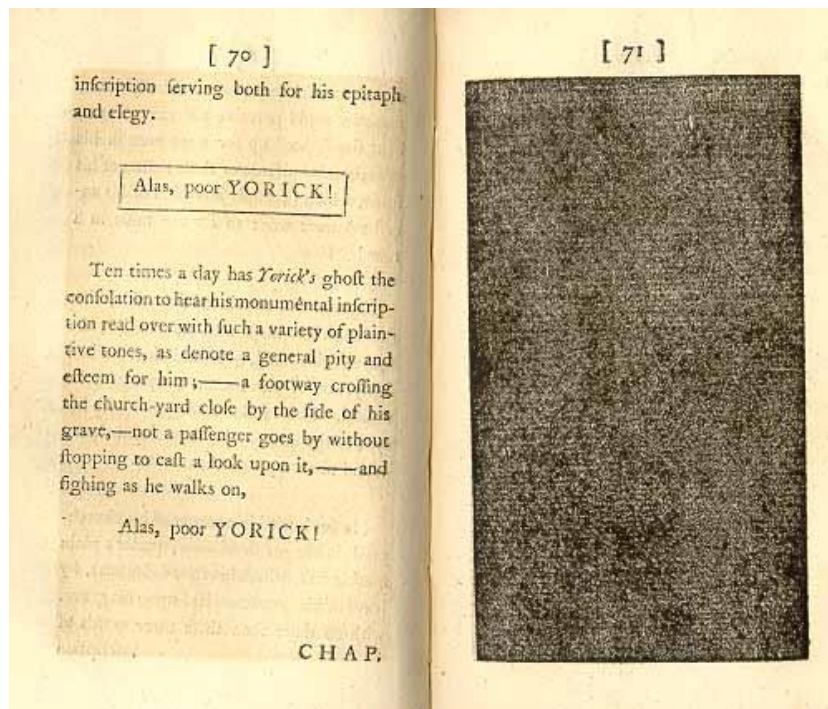 [ 70 ]
inſcription ſerving both for his epitaph
and elegy.
Alas, poor YORICK!
Ten times a day has Yorick's ghoſt the
conſolation to hear his monumental inſcrip-
tion read over with ſuch a variety of plain-
tive tones, as denote a general pity and
eſteem for him;——a footway croſſing
the church-yard cloſe by the ſide of his
grave,—not a paſſenger goes by without
ſtopping to caſt a look upon it,——and
ſighing as he walks on,
Alas, poor YORICK!
CHAP.
[ 71 ]